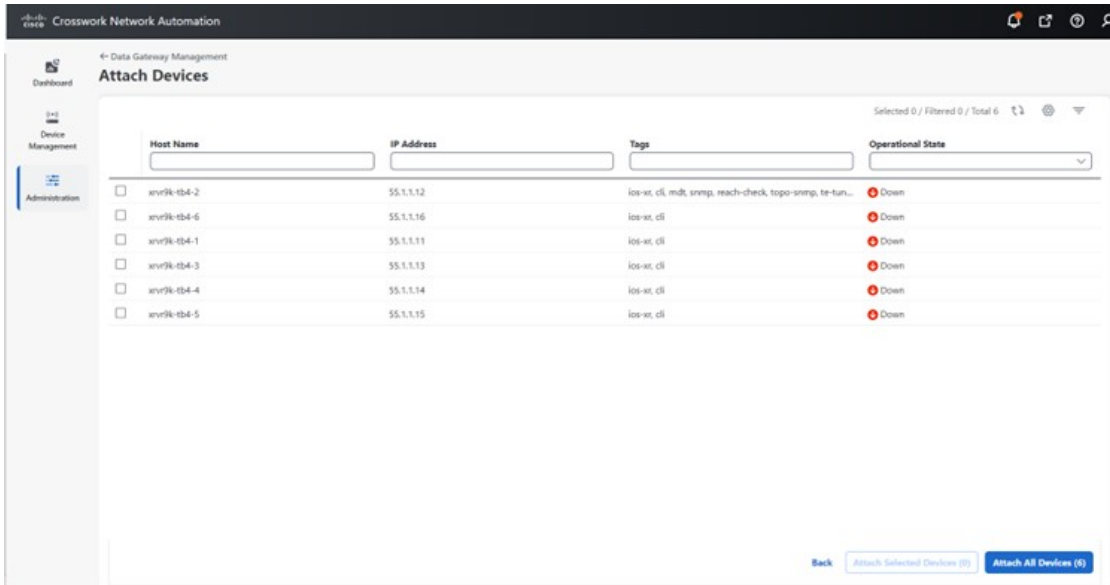 cisco Crosswork Network Automation
Dashboard
Device
Management
Administration
← Data Gateway Management
Attach Devices
Selected 0 / Filtered 0 / Total 6
Host Name IP Address Tags Operational State
xrvr9k-tb4-2 55.1.1.12 ios-xr, cli, mdt, snmp, reach-check, topo-snmp, te-tun... Down
xrvr9k-tb4-6 55.1.1.16 ios-xr, cli Down
xrvr9k-tb4-1 55.1.1.11 ios-xr, cli Down
xrvr9k-tb4-3 55.1.1.13 ios-xr, cli Down
xrvr9k-tb4-4 55.1.1.14 ios-xr, cli Down
xrvr9k-tb4-5 55.1.1.15 ios-xr, cli Down
Back Attach Selected Devices (0) Attach All Devices (6)